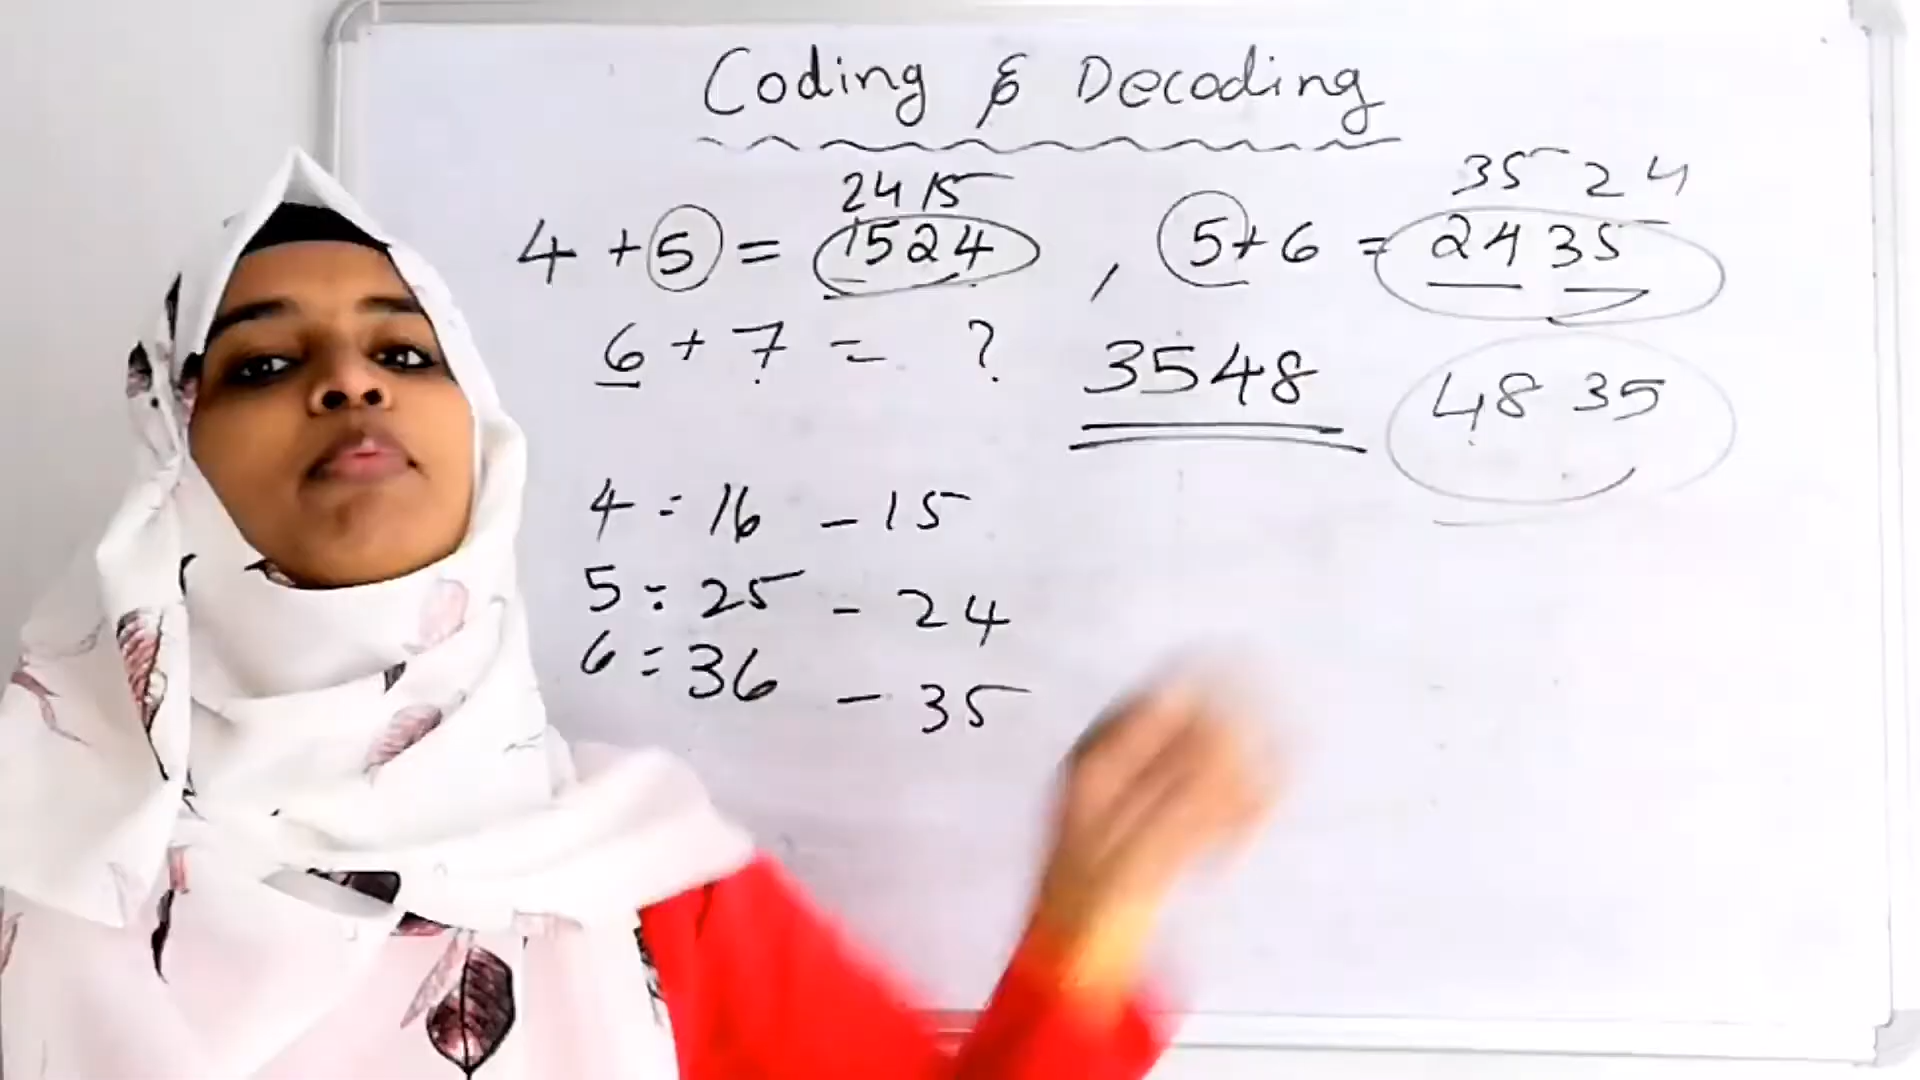 Coding & Decoding
2415 3524
4 + 5 = 1524 , 5 + 6 = 2435
6 + 7 = ? 3548 4835
4 : 16 - 15
5 : 25 - 24
6 = 36 - 35